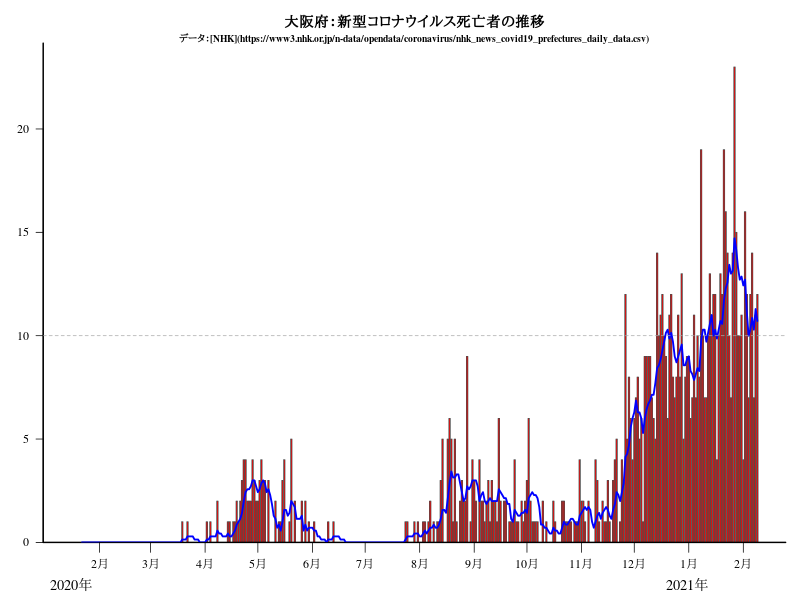 大阪府：新型コロナウイルス死亡者の推移
データ：[NHK](https://www3.nhk.or.jp/n-data/opendata/coronavirus/nhk_news_covid19_prefectures_daily_data.csv)
20
15
10
5
0
2月 3月 4月 5月 6月 7月 8月 9月 10月 11月 12月 1月 2月
2020年 2021年